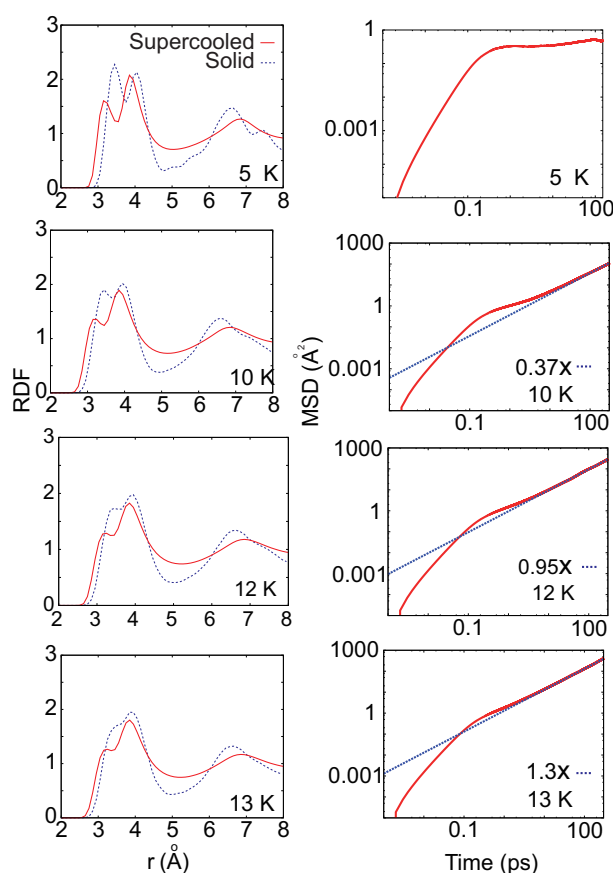 3
2
1
0
2 3 4 5 6 7 8
Supercooled
Solid
5 K
1
0.001
0.1 100
5 K
3
2
1
0
2 3 4 5 6 7 8
10 K
1000
1
0.001
0.1 100
0.37x
10 K
RDF
MSD (Å²)
3
2
1
0
2 3 4 5 6 7 8
12 K
1000
1
0.001
0.1 100
0.95x
12 K
3
2
1
0
2 3 4 5 6 7 8
13 K
1000
1
0.001
0.1 100
1.3x
13 K
r (Å)
Time (ps)